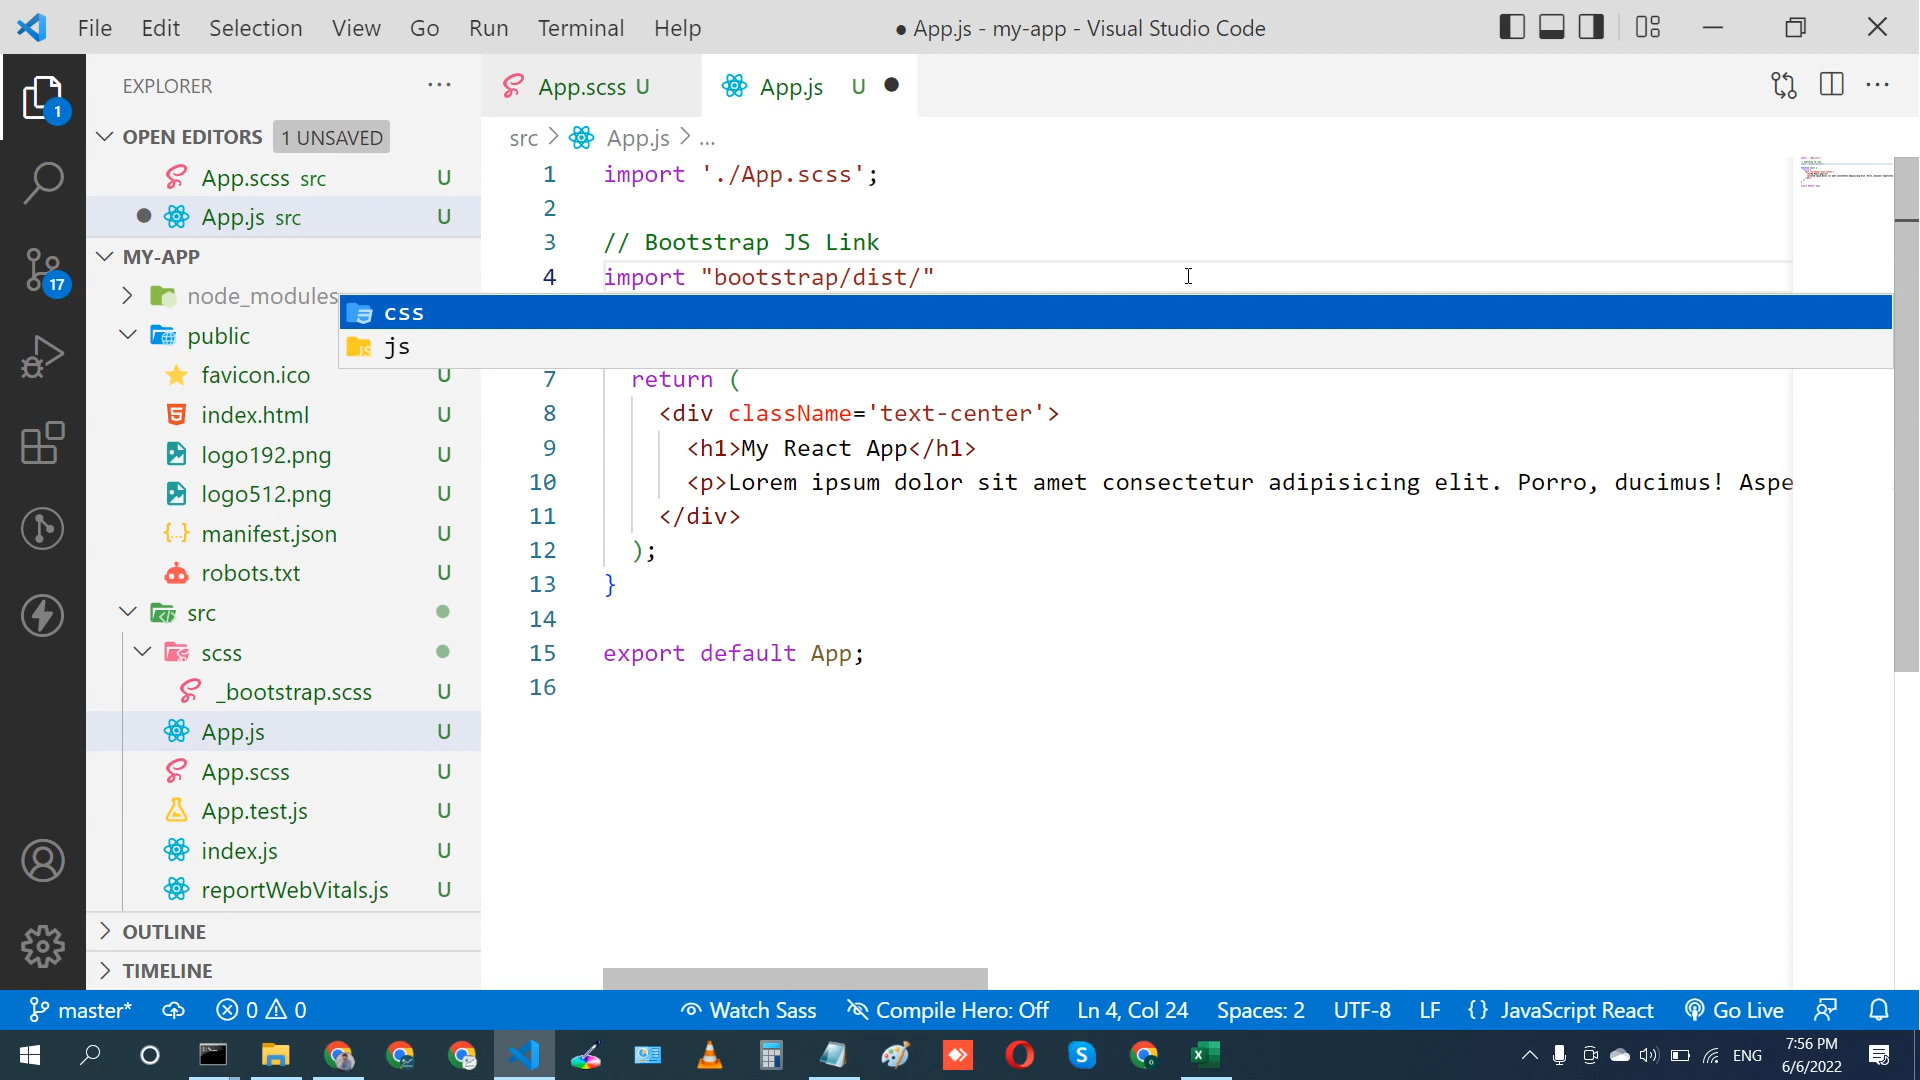 File Edit Selection View Go Run Terminal Help
● App.js - my-app - Visual Studio Code
EXPLORER
1
OPEN EDITORS 1 UNSAVED
App.scss src U
App.js src U
MY-APP
node_modules
public
favicon.ico U
index.html U
logo192.png U
logo512.png U
manifest.json U
robots.txt U
src
scss
_bootstrap.scss U
App.js U
App.scss U
App.test.js U
index.js U
reportWebVitals.js U
OUTLINE
TIMELINE
17
App.scss U
App.js U
src > App.js > ...
1 import './App.scss';
2
3 // Bootstrap JS Link
4 import "bootstrap/dist/"
css
js
7 return (
8 <div className='text-center'>
9 <h1>My React App</h1>
10 <p>Lorem ipsum dolor sit amet consectetur adipisicing elit. Porro, ducimus! Aspe
11 </div>
12 );
13 }
14
15 export default App;
16
master* 0 0 Watch Sass Compile Hero: Off Ln 4, Col 24 Spaces: 2 UTF-8 LF {} JavaScript React Go Live
ENG
7:56 PM
6/6/2022